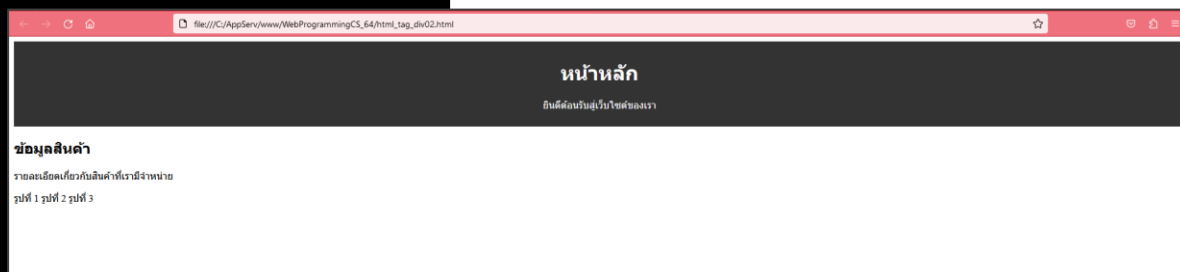 file:///C:/AppServ/www/WebProgrammingCS_64/html_tag_div02.html
หน้าหลัก
ยินดีต้อนรับสู่เว็บไซต์ของเรา
ข้อมูลสินค้า
รายละเอียดเกี่ยวกับสินค้าที่เรามีจำหน่าย
รูปที่ 1 รูปที่ 2 รูปที่ 3